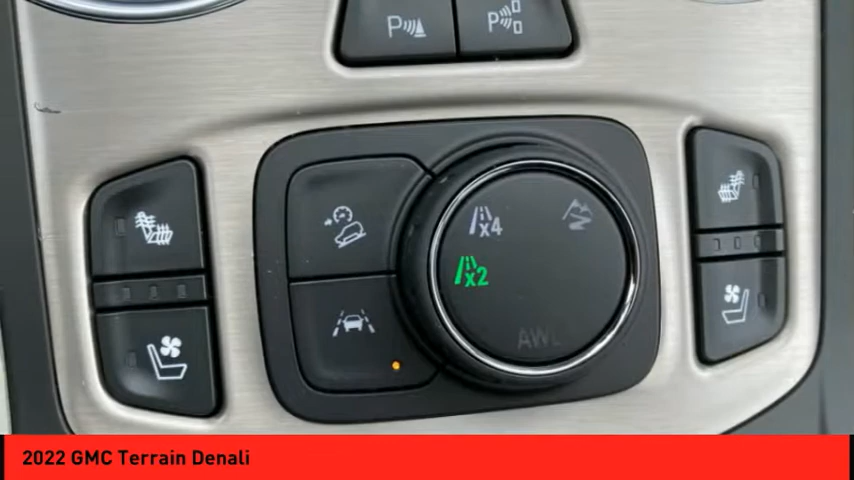 P
P
x4
x2
AWD
2022 GMC Terrain Denali